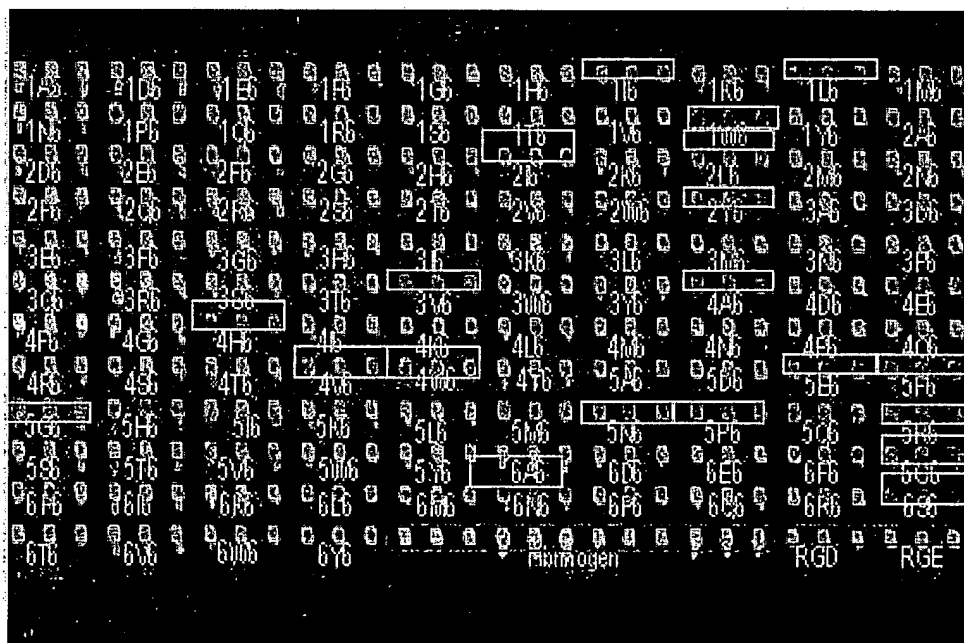 1A6 1D6 1E6 1F6 1G6 1H6 1I6 1K6 1L6 1M6
1N6 1P6 1Q6 1R6 1S6 1T6 1V6 1W6 1Y6 2A6
2D6 2E6 2F6 2G6 2H6 2I6 2K6 2L6 2M6 2N6
2P6 2Q6 2R6 2S6 2T6 2V6 2W6 2Y6 3A6 3D6
3E6 3F6 3G6 3H6 3I6 3K6 3L6 3M6 3N6 3P6
3Q6 3R6 3S6 3T6 3V6 3W6 3Y6 4A6 4D6 4E6
4F6 4G6 4H6 4I6 4K6 4L6 4M6 4N6 4P6 4Q6
4R6 4S6 4T6 4V6 4W6 4Y6 5A6 5D6 5E6 5F6
5G6 5H6 5I6 5K6 5L6 5M6 5N6 5P6 5Q6 5R6
5S6 5T6 5V6 5W6 5Y6 6A6 6D6 6E6 6F6 6G6
6H6 6I6 6K6 6L6 6M6 6N6 6P6 6Q6 6R6 6S6
6T6 6V6 6W6 6Y6 Fibrinogen RGD RGE